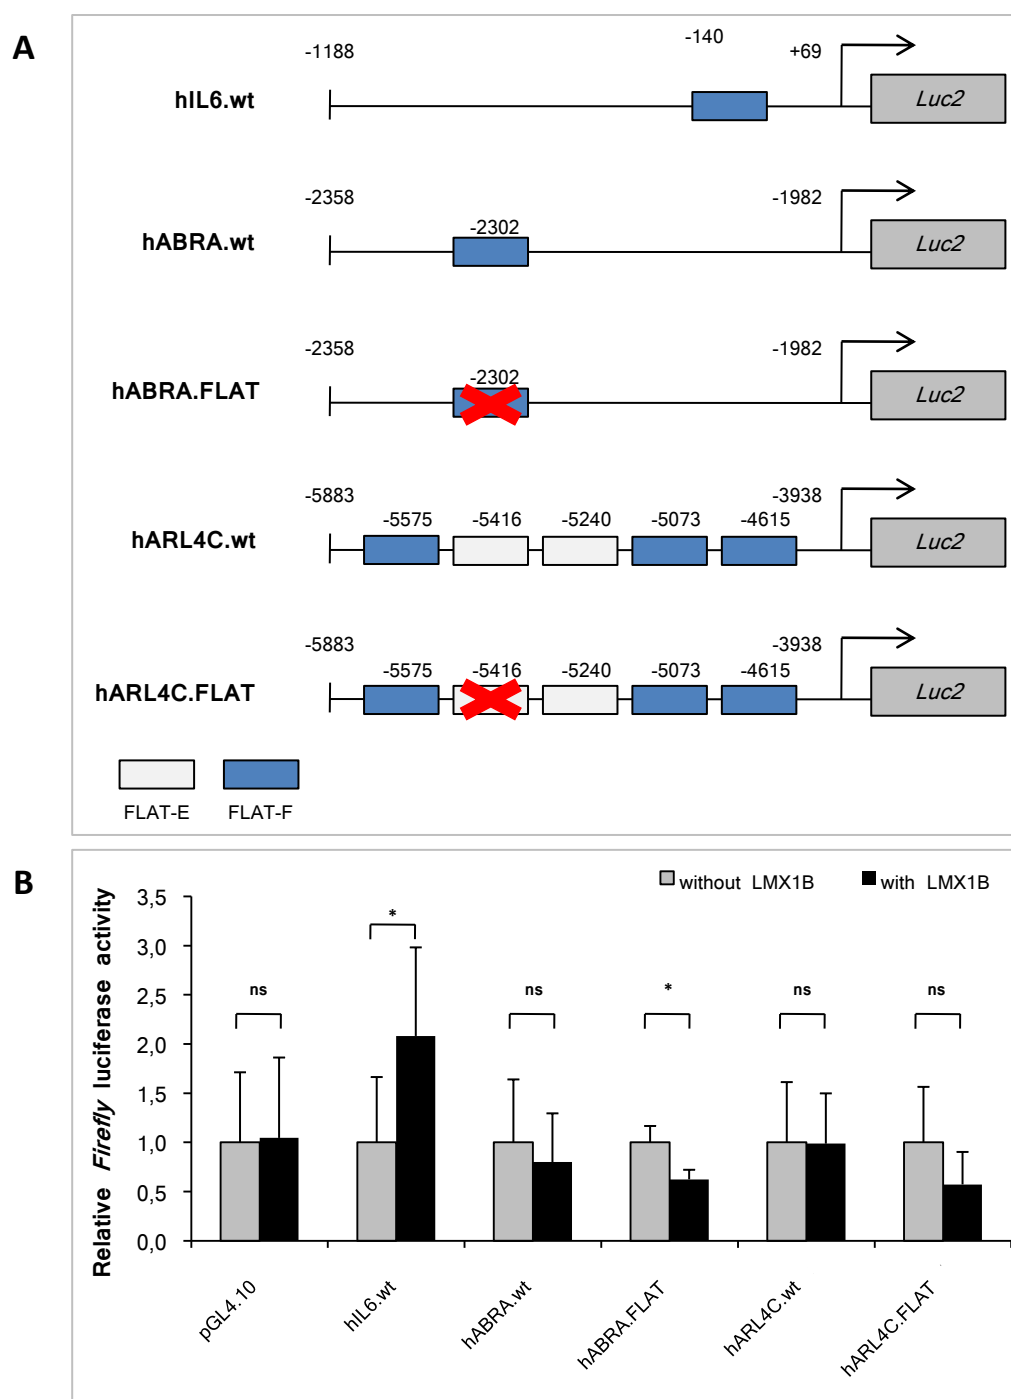 A
-1188
-140
+69
hIL6.wt
Luc2
-2358
-1982
hABRA.wt
-2302
Luc2
-2358
-1982
hABRA.FLAT
-2302
Luc2
-5883
-3938
hARL4C.wt
-5575 -5416 -5240 -5073 -4615
Luc2
-5883
-3938
hARL4C.FLAT
-5575 -5416 -5240 -5073 -4615
Luc2
FLAT-E FLAT-F
B
without LMX1B with LMX1B
Relative Firefly luciferase activity
3,5
3,0
2,5
2,0
1,5
1,0
0,5
0,0
ns * ns * ns ns
pGL4.10
hIL6.wt
hABRA.wt
hABRA.FLAT
hARL4C.wt
hARL4C.FLAT